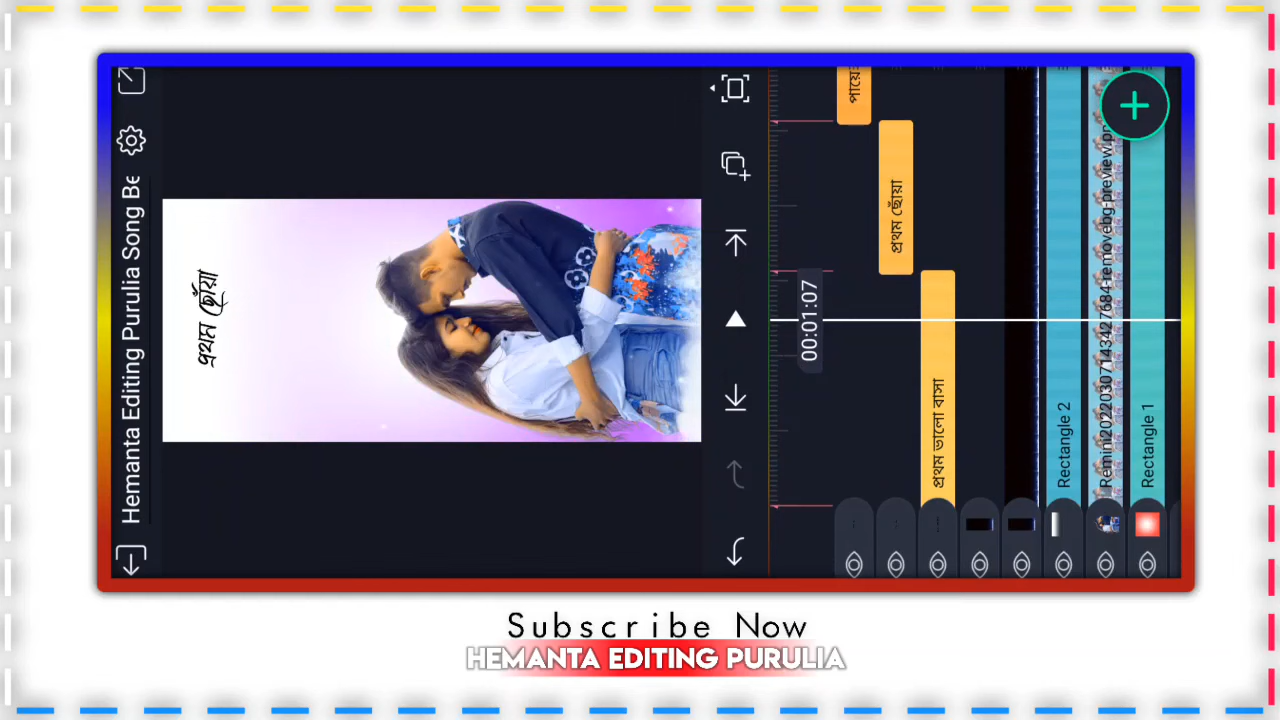 Hemanta Editing Purulia Song Be
প্রথম ছোঁয়া
00:01:07
পায়ে
প্রথম ছোঁয়া
প্রথম ভালো বাসা
Rectangle 2
Rectangle 1
Subscribe Now
HEMANTA EDITING PURULIA